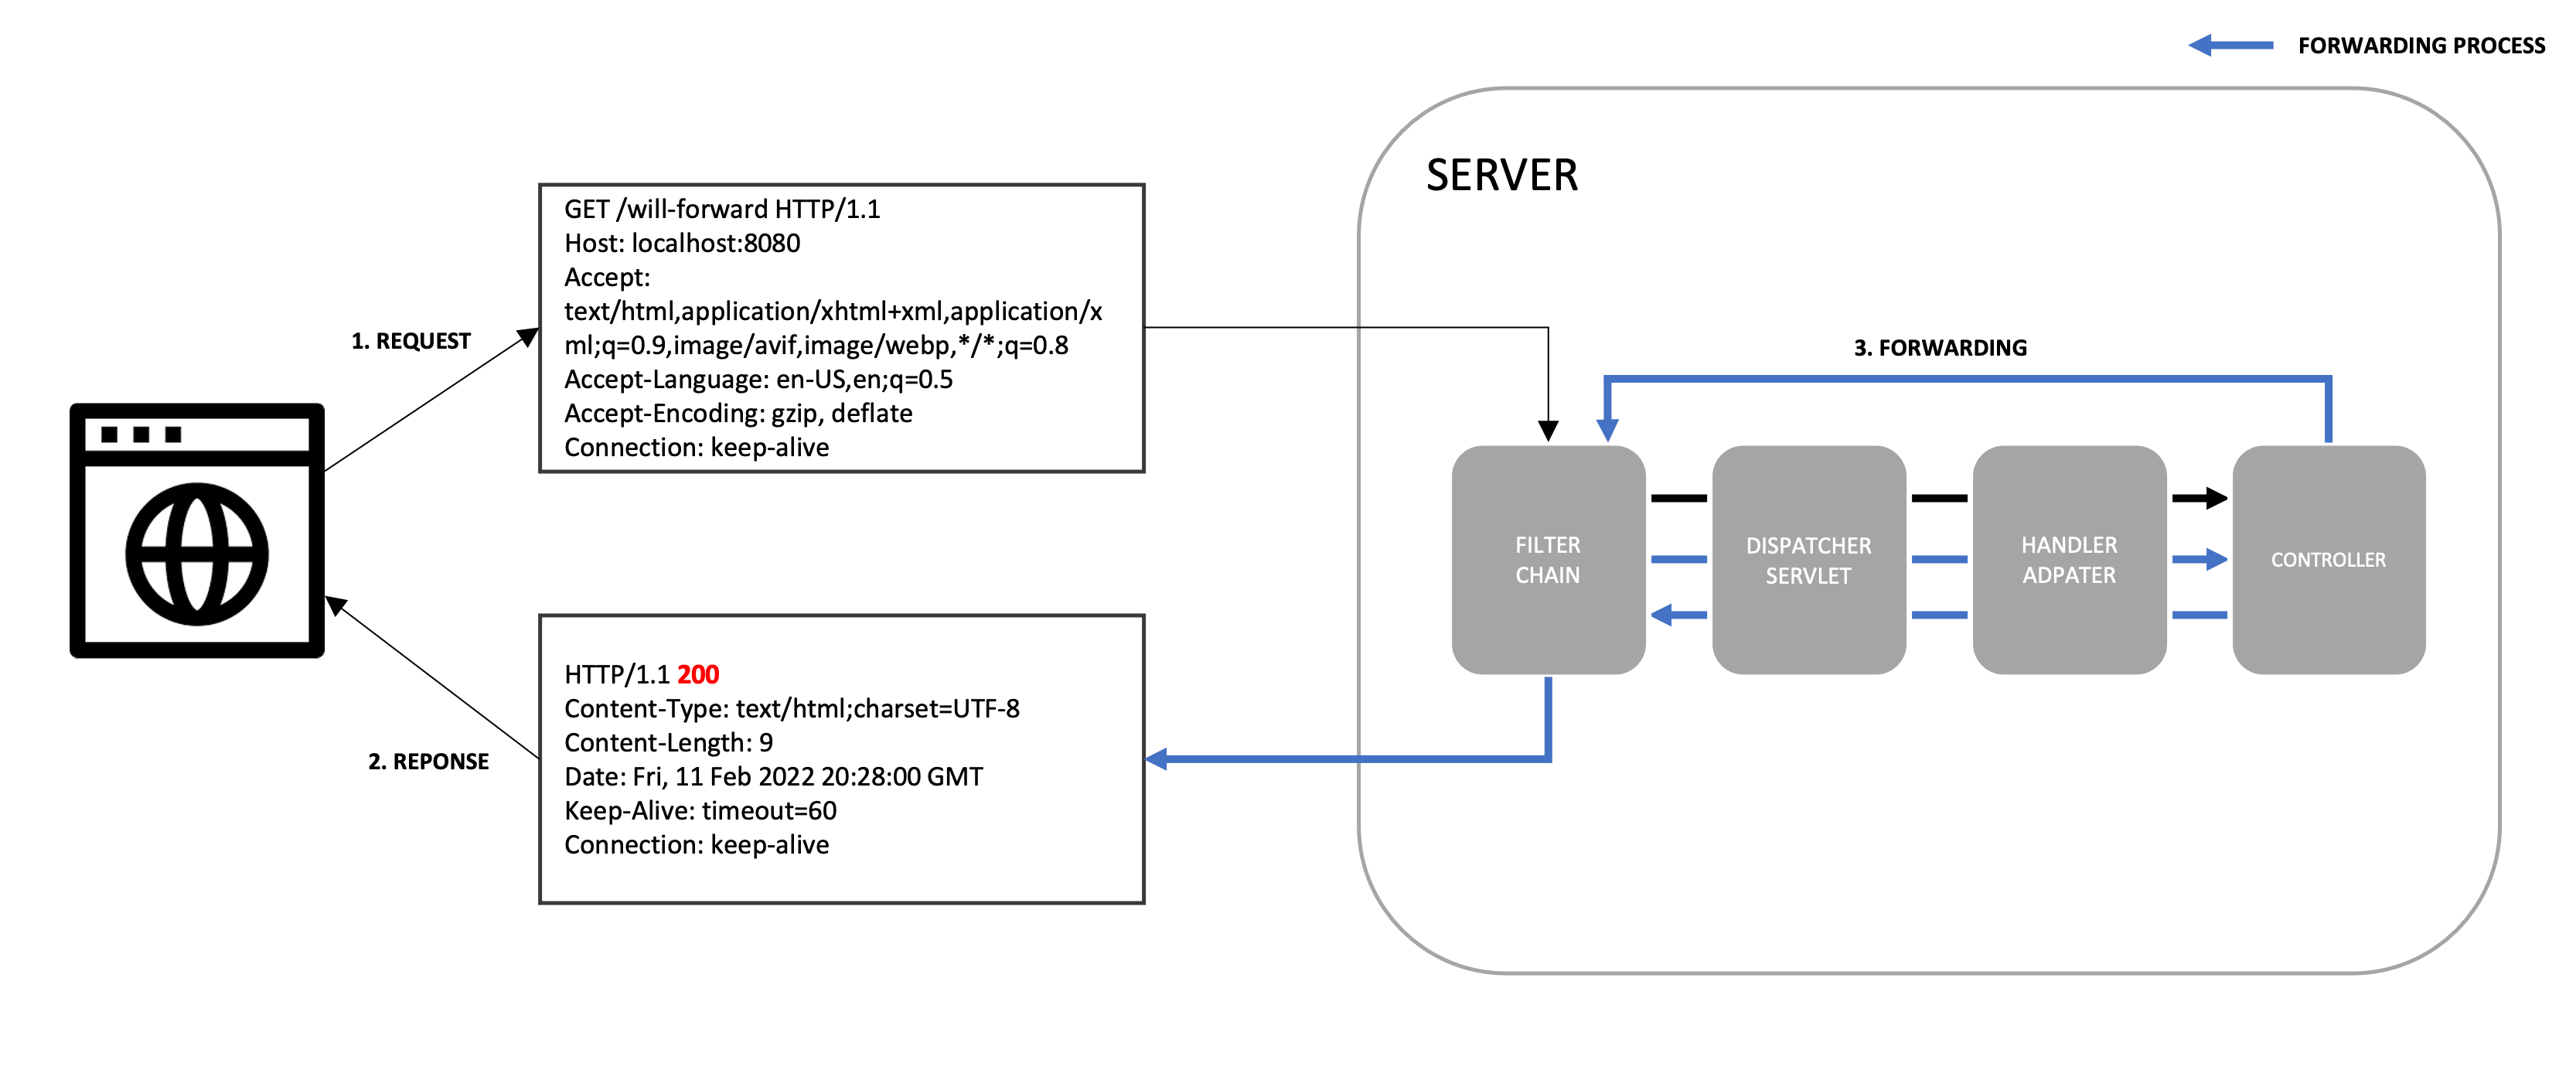 FORWARDING PROCESS
SERVER
GET /will-forward HTTP/1.1
Host: localhost:8080
Accept:
text/html,application/xhtml+xml,application/x
ml;q=0.9,image/avif,image/webp,*/*;q=0.8
Accept-Language: en-US,en;q=0.5
Accept-Encoding: gzip, deflate
Connection: keep-alive
1. REQUEST
3. FORWARDING
FILTER
CHAIN
DISPATCHER
SERVLET
HANDLER
ADPATER
CONTROLLER
HTTP/1.1 200
Content-Type: text/html;charset=UTF-8
Content-Length: 9
Date: Fri, 11 Feb 2022 20:28:00 GMT
Keep-Alive: timeout=60
Connection: keep-alive
2. REPONSE